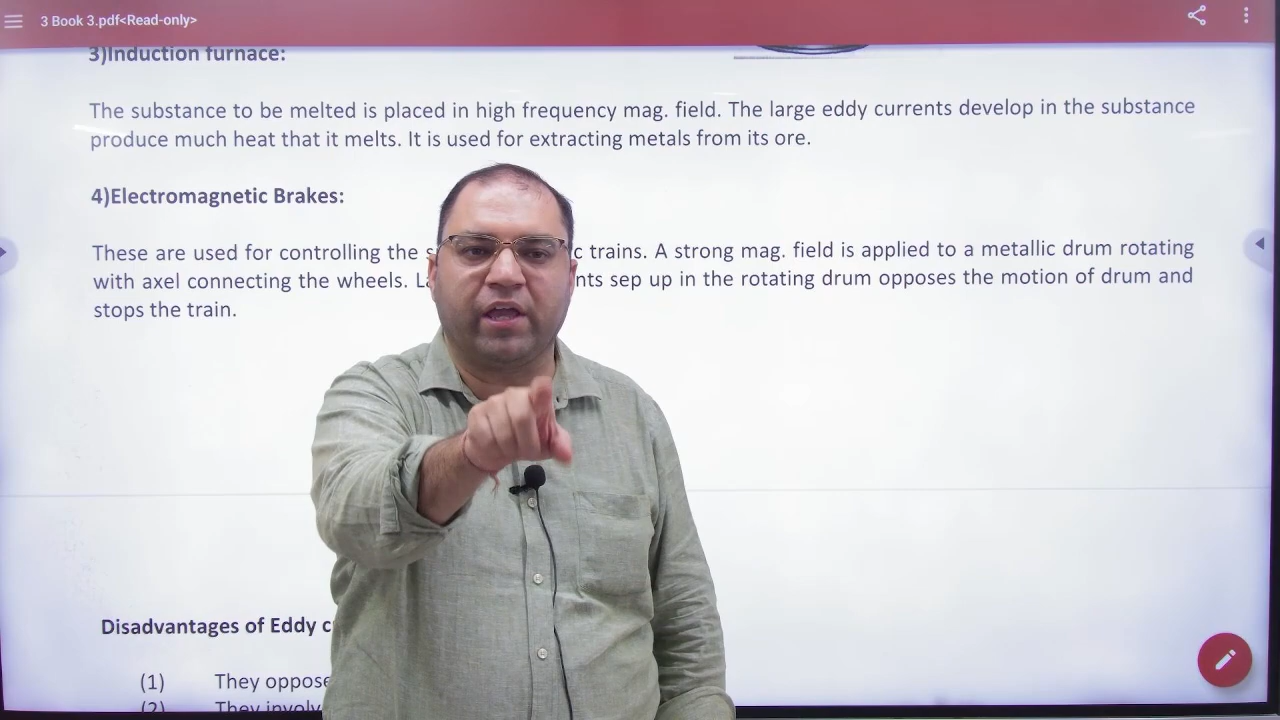 3 Book 3.pdf<Read-only>
3)Induction furnace:
The substance to be melted is placed in high frequency mag. field. The large eddy currents develop in the substance
produce much heat that it melts. It is used for extracting metals from its ore.
4)Electromagnetic Brakes:
These are used for controlling the s c trains. A strong mag. field is applied to a metallic drum rotating
with axel connecting the wheels. La nts sep up in the rotating drum opposes the motion of drum and
stops the train.
Disadvantages of Eddy c
(1) They oppose
(2) They involv